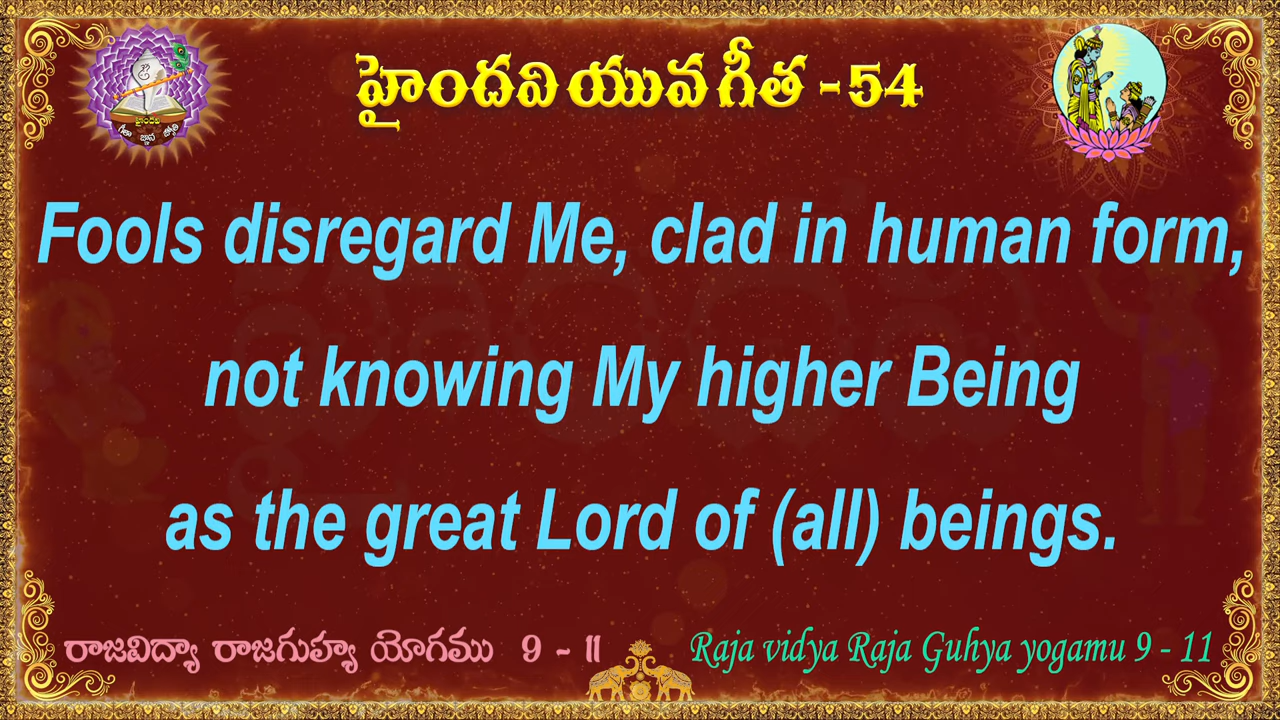 హైందవి యువ గీత - 54
Fools disregard Me, clad in human form,
not knowing My higher Being
as the great Lord of (all) beings.
రాజవిద్యా రాజగుహ్య యోగము 9 - 11
Raja vidya Raja Guhya yogamu 9 - 11
హైందవి
గీతా జ్ఞాన జ్యోతి